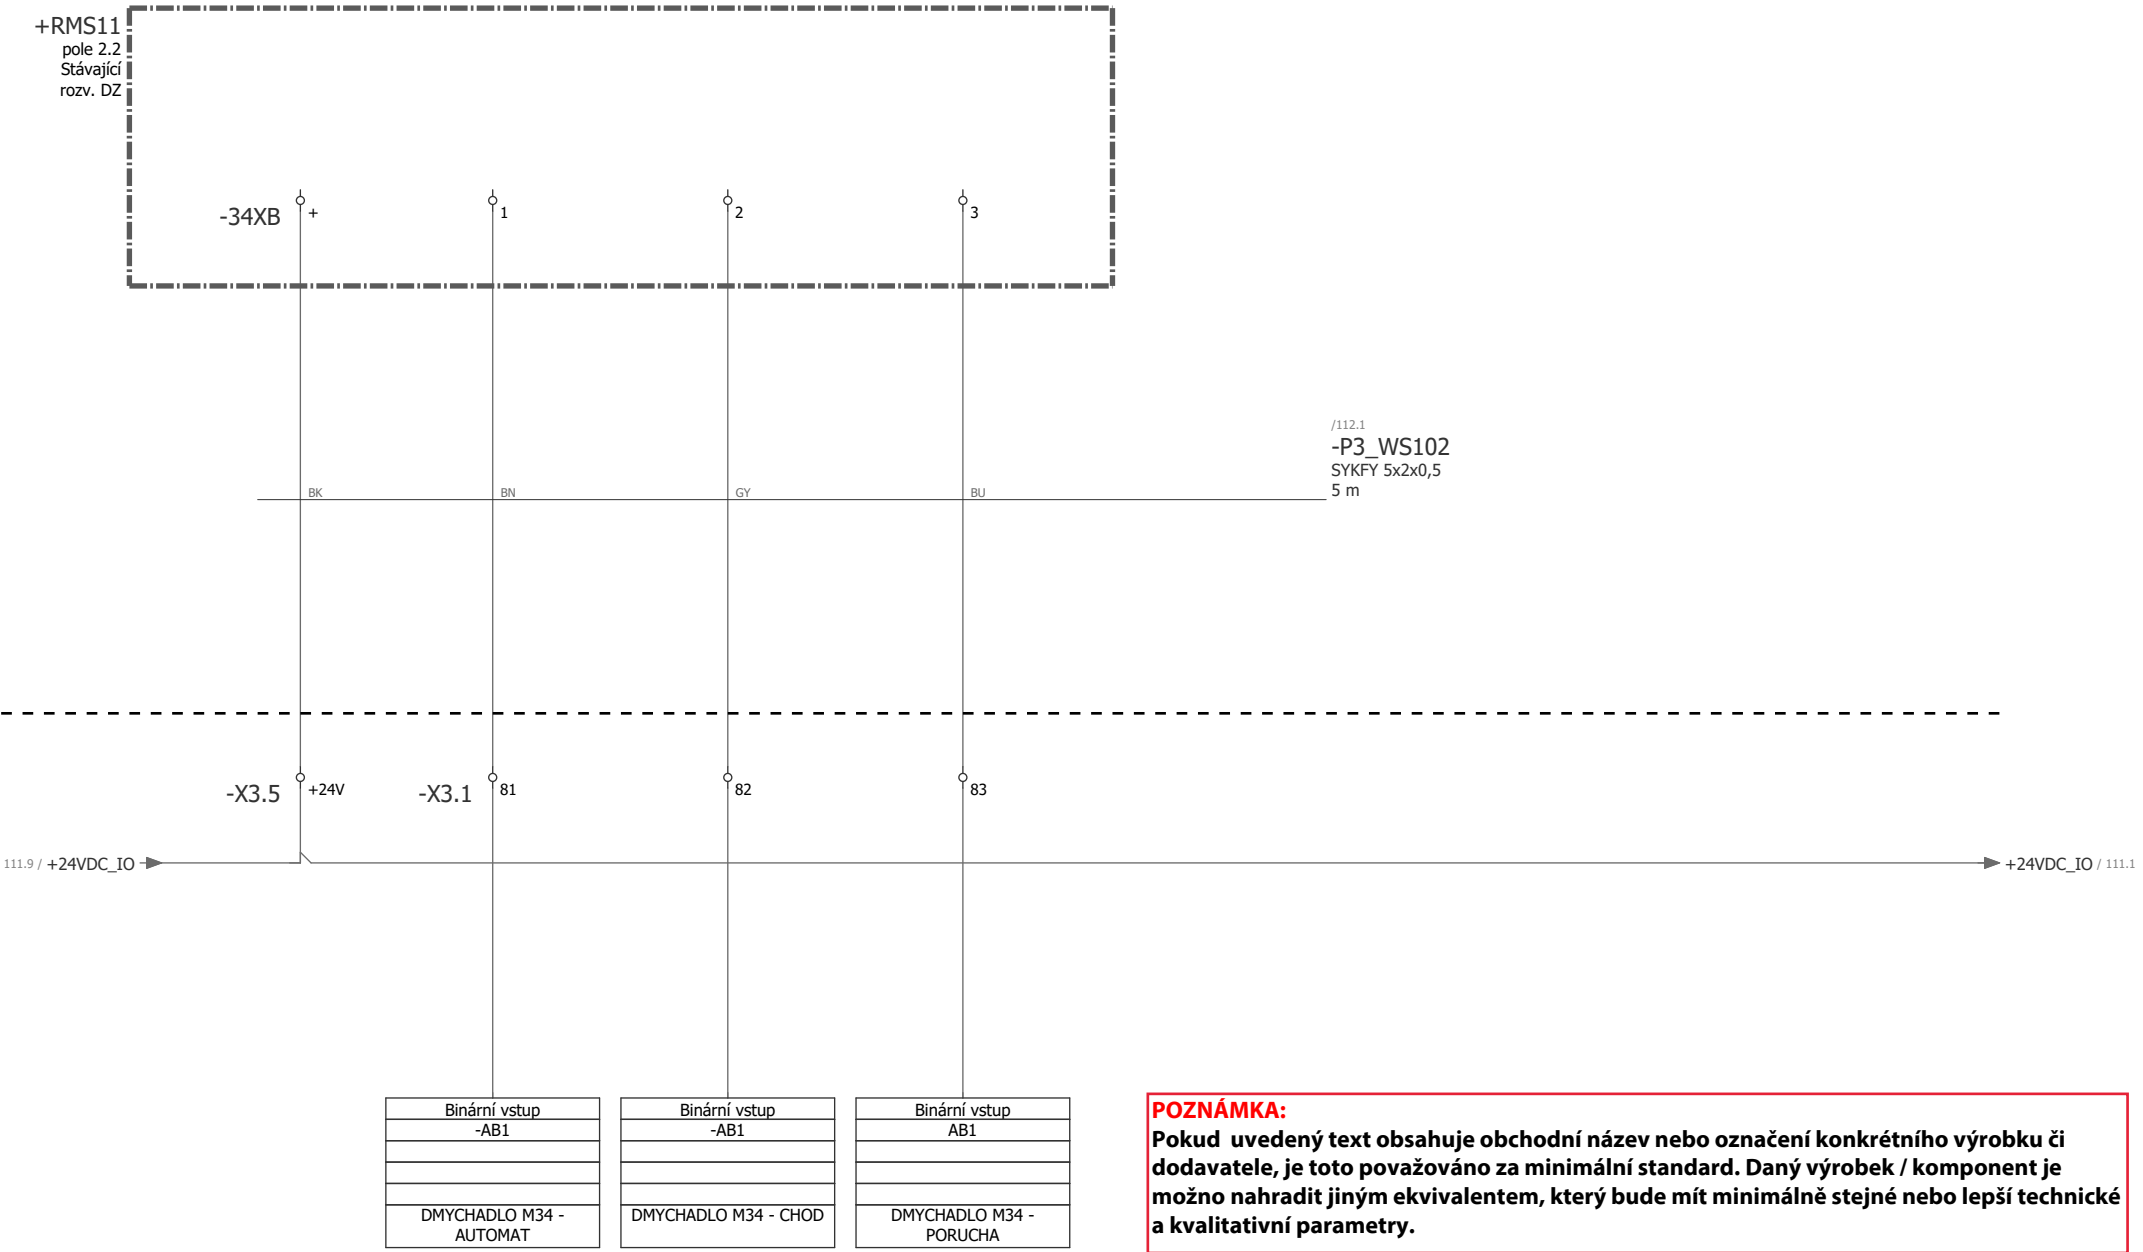 +RMS11
pole 2.2
Stávající
rozv. DZ
-34XB
+
1
2
3
/112.1
-P3_WS102
SYKFY 5x2x0,5
5 m
BK
BN
GY
BU
-X3.5
+24V
-X3.1
81
82
83
111.9 / +24VDC_IO
+24VDC_IO / 111.1
Binární vstup
-AB1
DMYCHADLO M34 -
AUTOMAT
Binární vstup
-AB1
DMYCHADLO M34 - CHOD
Binární vstup
AB1
DMYCHADLO M34 -
PORUCHA
POZNÁMKA:
Pokud  uvedený text obsahuje obchodní název nebo označení konkrétního výrobku či
dodavatele, je toto považováno za minimální standard. Daný výrobek / komponent je
možno nahradit jiným ekvivalentem, který bude mít minimálně stejné nebo lepší technické
a kvalitativní parametry.